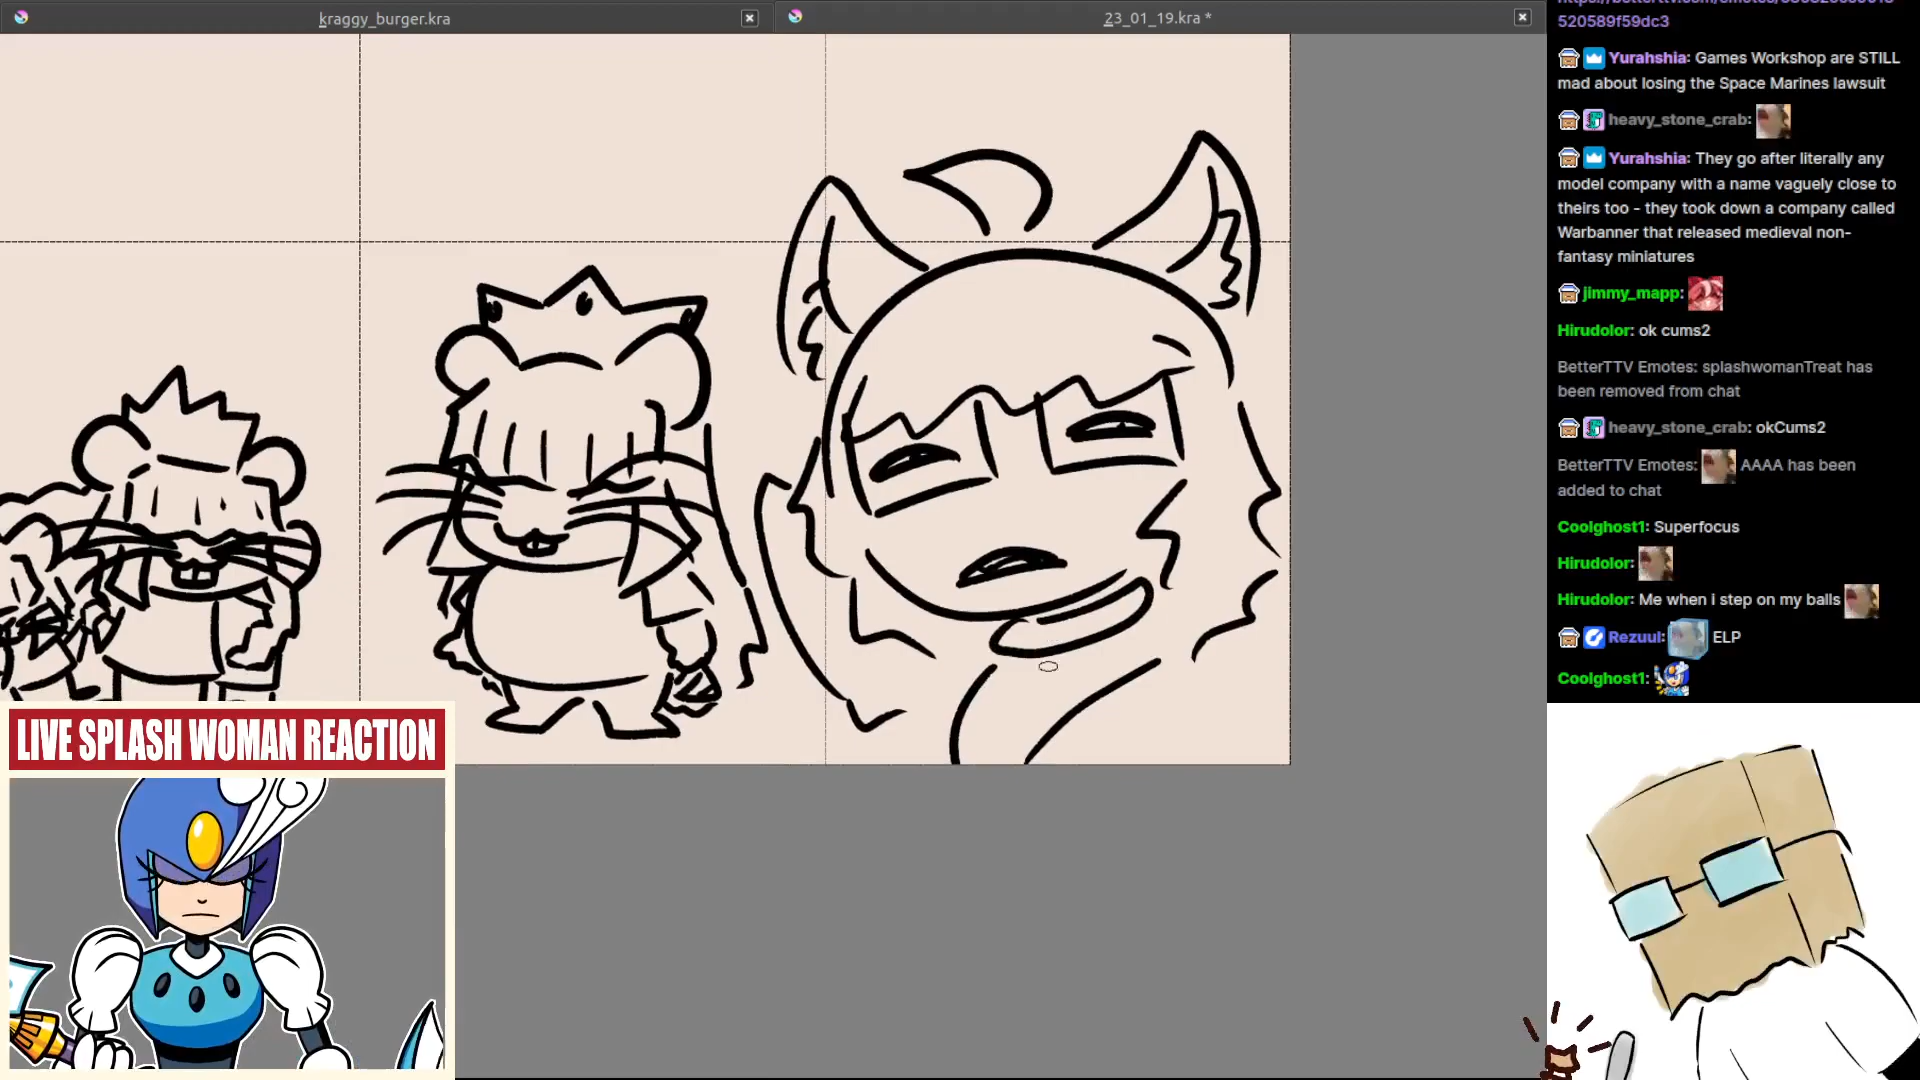 kraggy_burger.kra
23_01_19.kra *
520589f59dc3
Yurahshia: Games Workshop are STILL
mad about losing the Space Marines lawsuit
heavy_stone_crab:
Yurahshia: They go after literally any
model company with a name vaguely close to
theirs too - they took down a company called
Warbanner that released medieval non-
fantasy miniatures
jimmy_mapp:
Hirudolor: ok cums2
BetterTTV Emotes: splashwomanTreat has
been removed from chat
heavy_stone_crab: okCums2
BetterTTV Emotes: AAAA has been
added to chat
Coolghost1: Superfocus
Hirudolor:
Hirudolor: Me when i step on my balls
Rezuul: ELP
Coolghost1:
LIVE SPLASH WOMAN REACTION